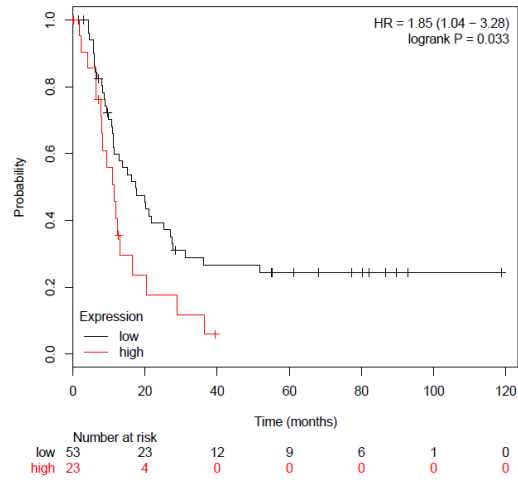 HR = 1.85 (1.04 − 3.28)
logrank P = 0.033
1.0
0.8
0.6
0.4
0.2
0.0
Probability
Expression
low
high
0 20 40 60 80 100 120
Time (months)
Number at risk
low 53 23 12 9 6 1 0
high 23 4 0 0 0 0 0